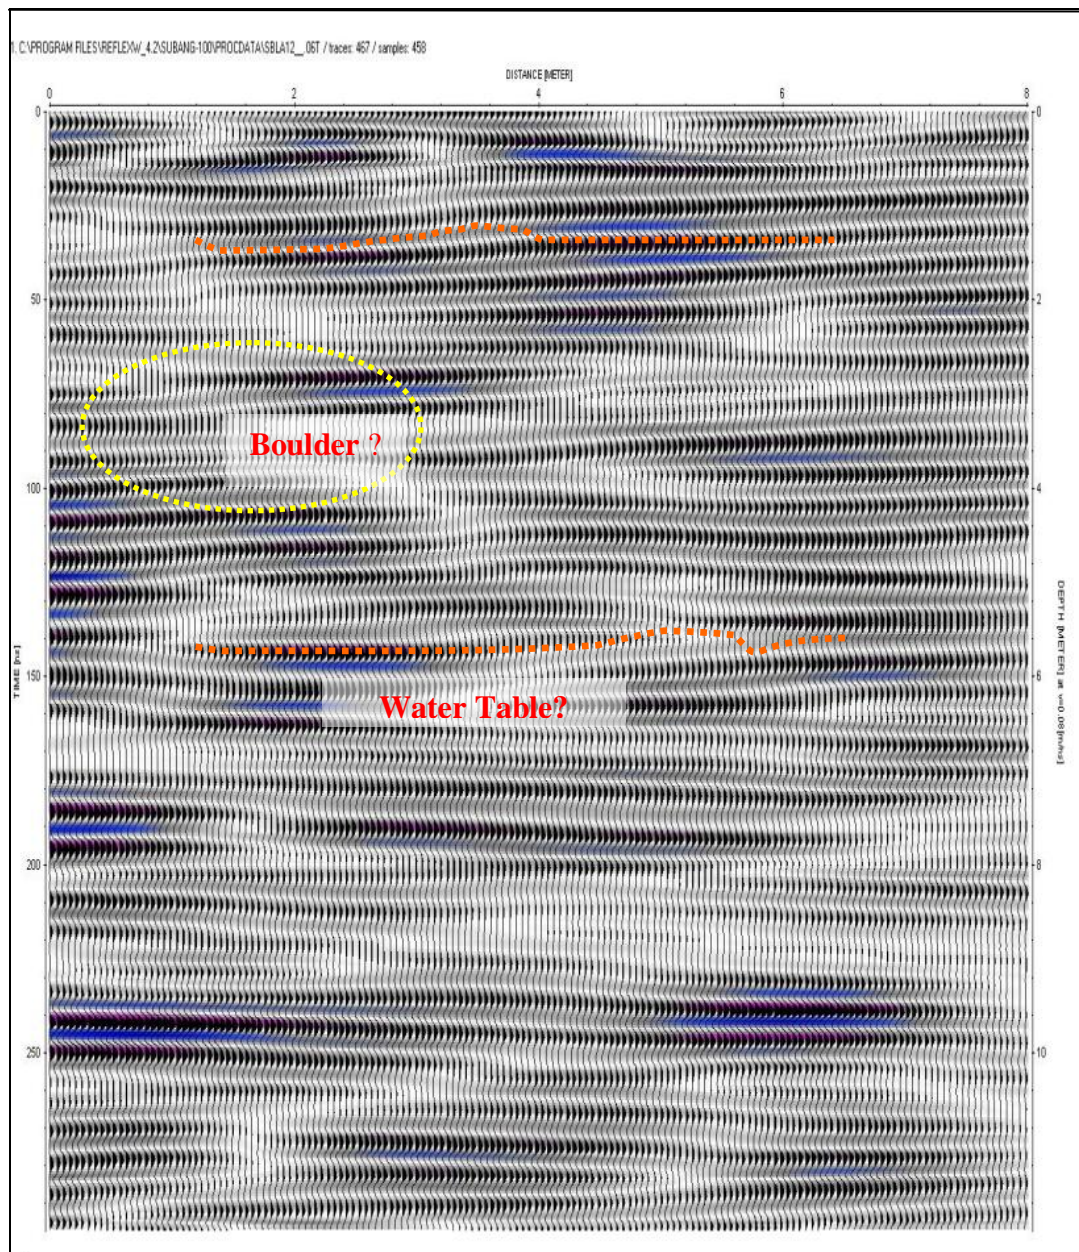 1. C:\PROGRAM FILES\REFLEXW_4.2\SUBANG-100\PROCDATA\SBLA12__.06T / traces: 467 / samples: 458
DISTANCE [METER]
0 2 4 6 8
0 0
50 2
Boulder ?
100 4
150 6
Water Table?
200 8
250 10
TIME [ns]
DEPTH [METER] at v=0.08 [m/ns]